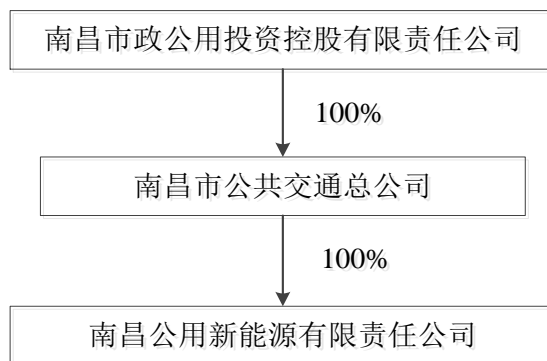 南昌市政公用投资控股有限责任公司
100%
南昌市公共交通总公司
100%
南昌公用新能源有限责任公司